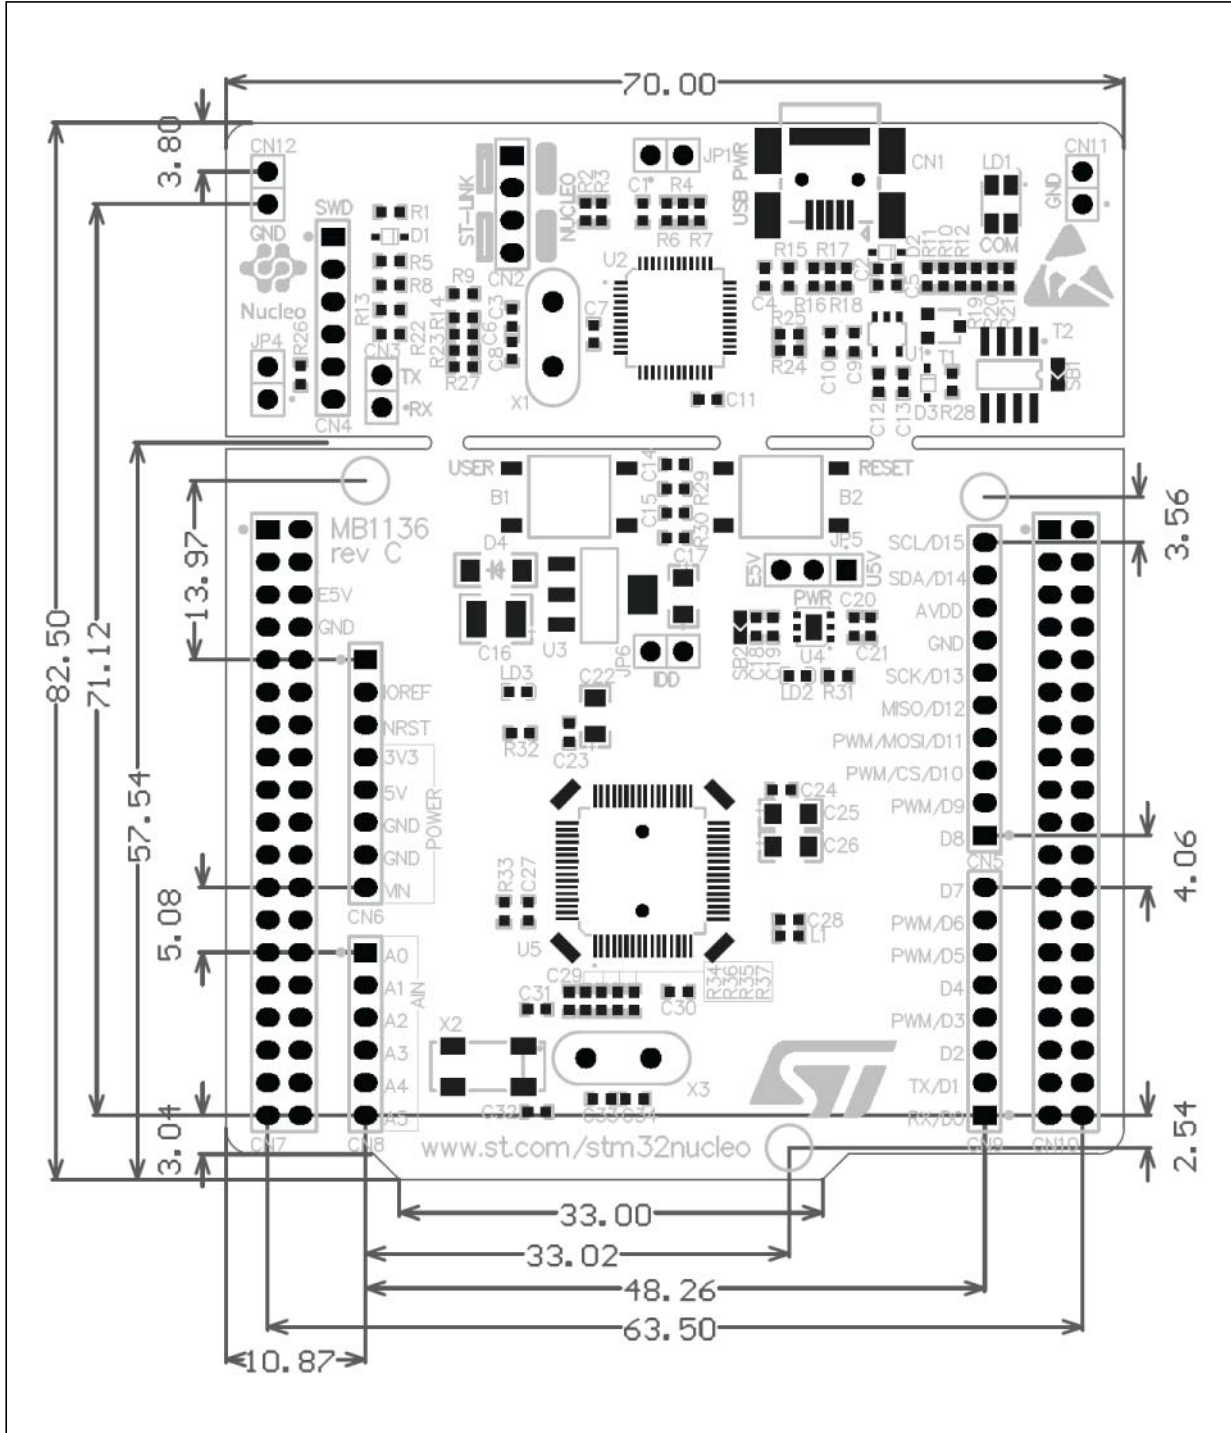 70.00
3.80
CN12
GND
SWD
R1
D1
R5
R8
R13
R22
Nucleo
JP4
R26
CN3
TX
RX
CN4
ST-LINK
NUCLEO
CN2
R9
R14
R23
R27
C3
C6
C8
X1
C7
R2
R3
C1
R4
R6
R7
JP1
U2
C11
USB PWR
CN1
LD1
COM
CN11
GND
R15
R17
R16
R18
C4
C2
D2
C5
R11
R10
R12
R19
R20
R21
R25
R24
C10
C9
U1
T1
T2
SB1
C12
C13
D3
R28
USER
B1
C14
R29
C15
R30
B2
RESET
3.56
MB1136
rev C
13.97
D4
C17
E5V
JP5
U5V
PWR
C16
U3
JP6
IDD
SB2
C18
C19
U4
C20
C21
LD3
C22
LD2
R31
R32
C23
E5V
GND
IOREF
NRST
3V3
5V
GND
GND
VIN
POWER
CN6
SCL/D15
SDA/D14
AVDD
GND
SCK/D13
MISO/D12
PWM/MOSI/D11
PWM/CS/D10
PWM/D9
D8
CN5
82.50
71.12
57.54
5.08
4.06
C24
C25
C26
R33
C27
U5
C28
L1
A0
A1
A2
A3
A4
A5
AIN
D7
PWM/D6
PWM/D5
D4
PWM/D3
D2
TX/D1
RX/D0
C29
C31
C30
R34
R36
R35
R37
X2
X3
C32
C33
C34
3.04
2.54
CN7
CN8
www.st.com/stm32nucleo
CN9
CN10
33.00
33.02
48.26
63.50
10.87